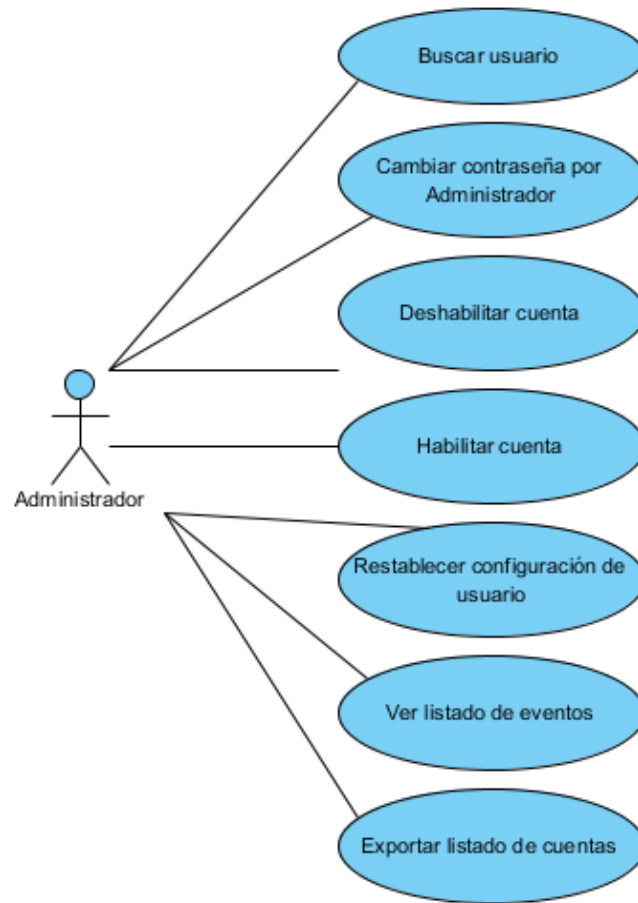 Buscar usuario
Cambiar contraseña por
Administrador
Deshabilitar cuenta
Habilitar cuenta
Administrador
Restablecer configuración de
usuario
Ver listado de eventos
Exportar listado de cuentas